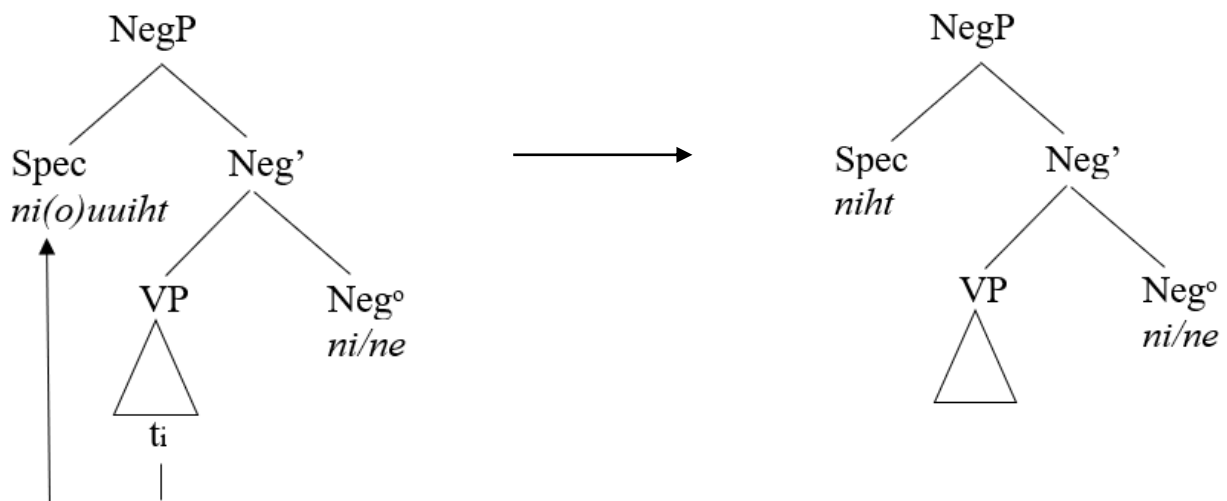 NegP NegP
Spec Neg’ Spec Neg’
ni(o)uuiht niht
VP Negº VP Negº
ni/ne ni/ne
ti